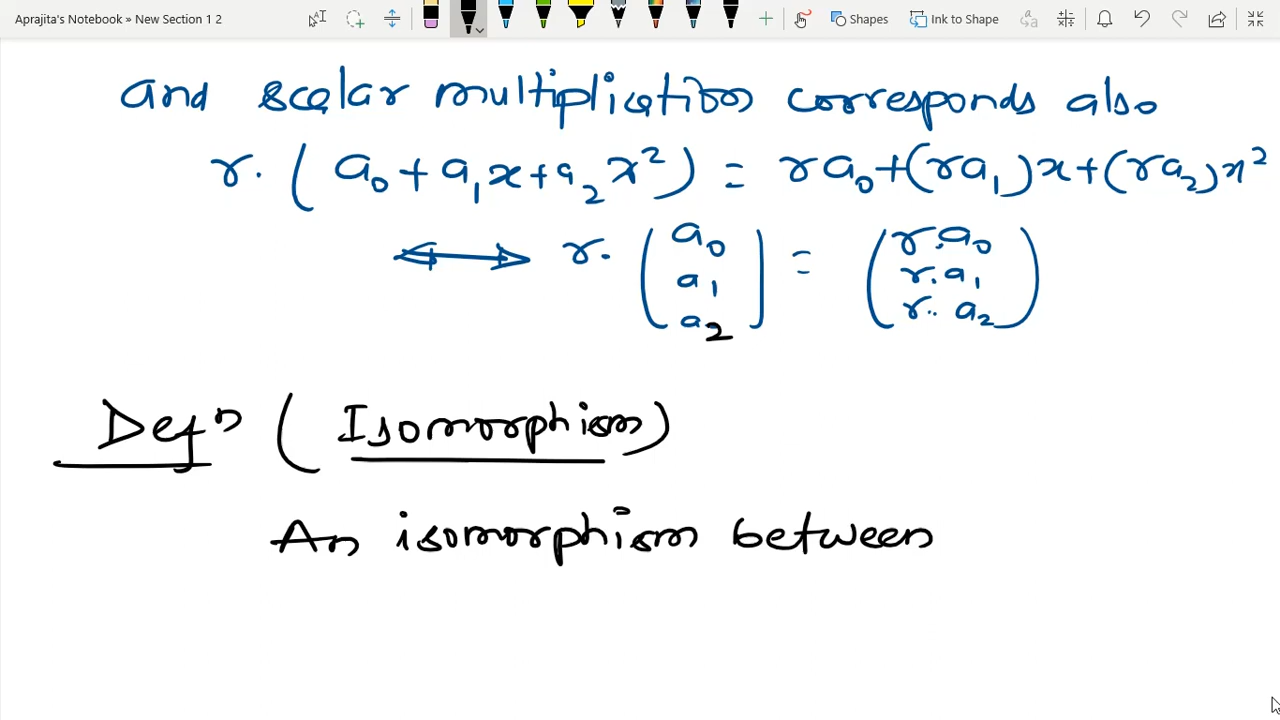 Aprajita's Notebook » New Section 1 2
Shapes
Ink to Shape
and scalar multiplication corresponds also
r. (a₀ + a₁x + a₂x²) = ra₀+(ra₁)x+(ra₂)x²
⟷ r. (a₀ a₁ a₂) = (r.a₀ r.a₁ r.. a₂)
Defⁿ (Isomorphism)
An isomorphism between